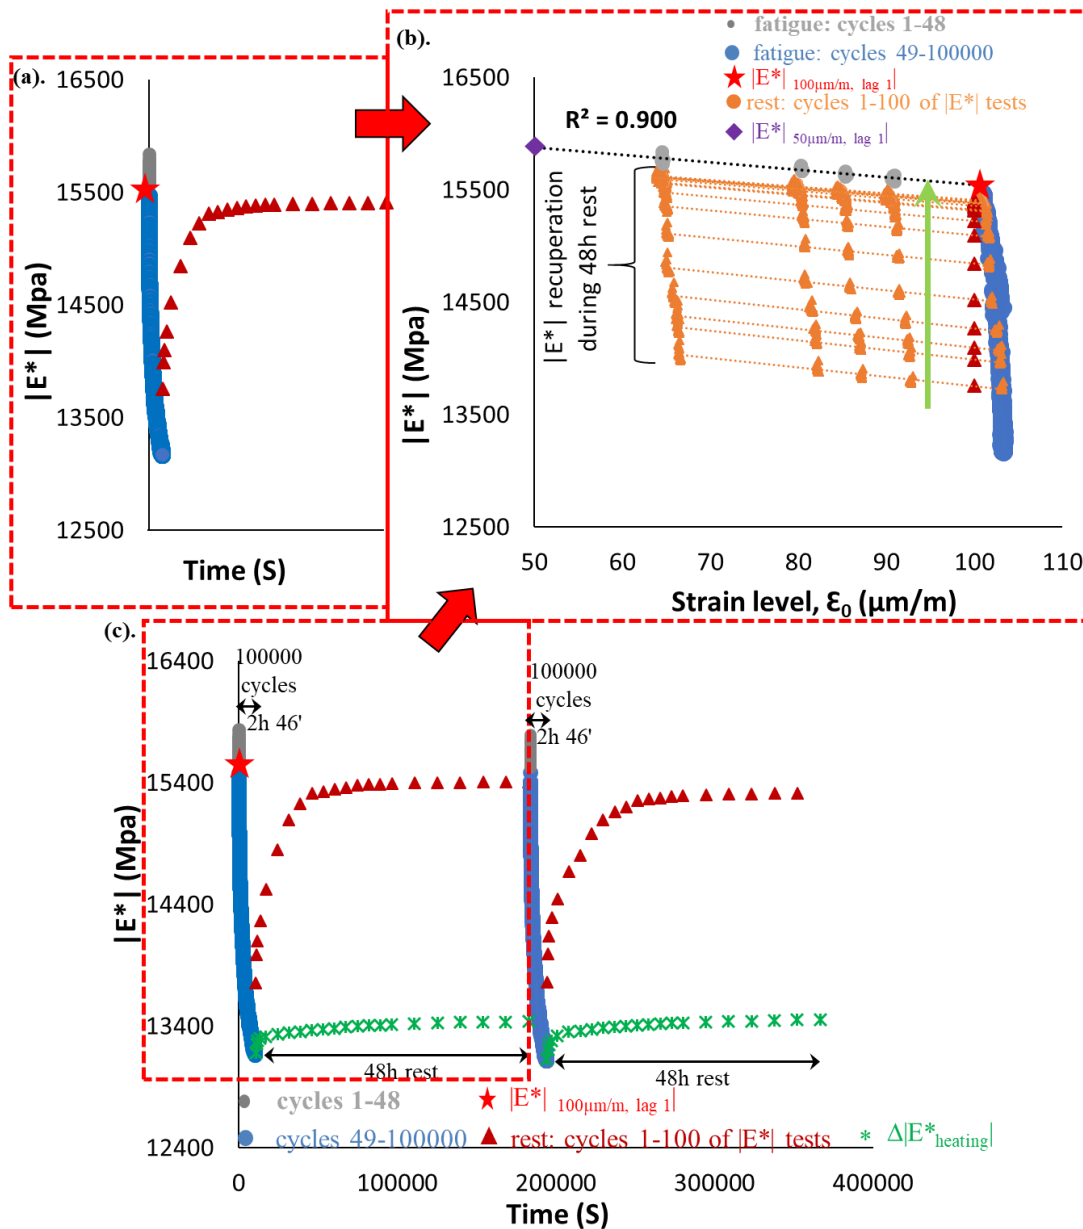 (a).
16500
15500
14500
13500
12500
|E*| (Mpa)
Time (S)
(b).
fatigue: cycles 1-48
fatigue: cycles 49-100000
|E*| 100µm/m, lag 1|
rest: cycles 1-100 of |E*| tests
|E*| 50µm/m, lag 1|
R² = 0.900
16500
15500
14500
13500
12500
|E*| (Mpa)
|E*| recuperation
during 48h rest
50
60
70
80
90
100
110
Strain level, Ɛ0 (µm/m)
(c).
16400
15400
14400
13400
12400
|E*| (Mpa)
100000
cycles
2h 46'
100000
cycles
2h 46'
48h rest
48h rest
cycles 1-48
|E*| 100µm/m, lag 1|
cycles 49-100000
rest: cycles 1-100 of |E*| tests
Δ|E*heating|
0
100000
200000
300000
400000
Time (S)